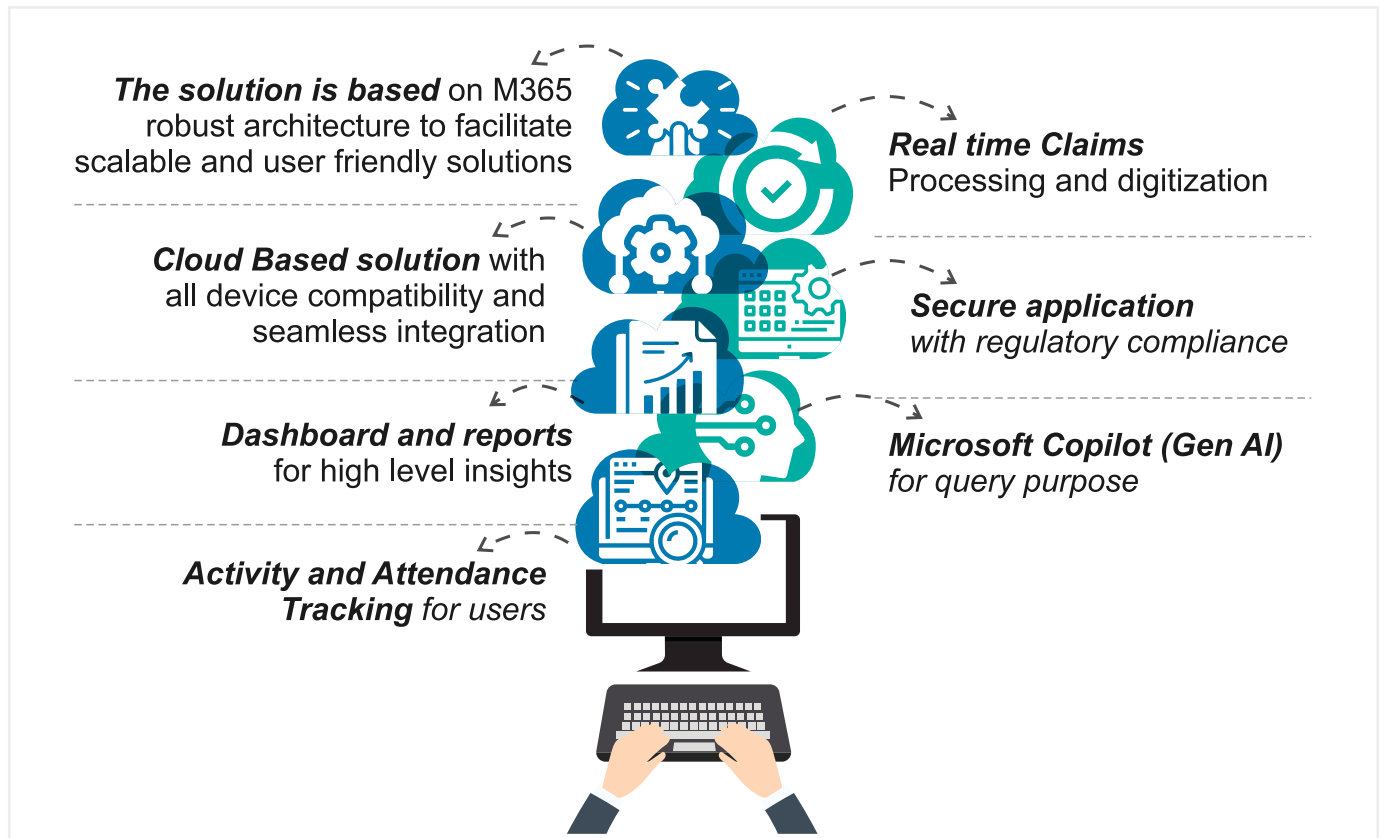 The solution is based on M365
robust architecture to facilitate
scalable and user friendly solutions
Real time Claims
Processing and digitization
Cloud Based solution with
all device compatibility and
seamless integration
Secure application
with regulatory compliance
Dashboard and reports
for high level insights
Microsoft Copilot (Gen AI)
for query purpose
Activity and Attendance
Tracking for users